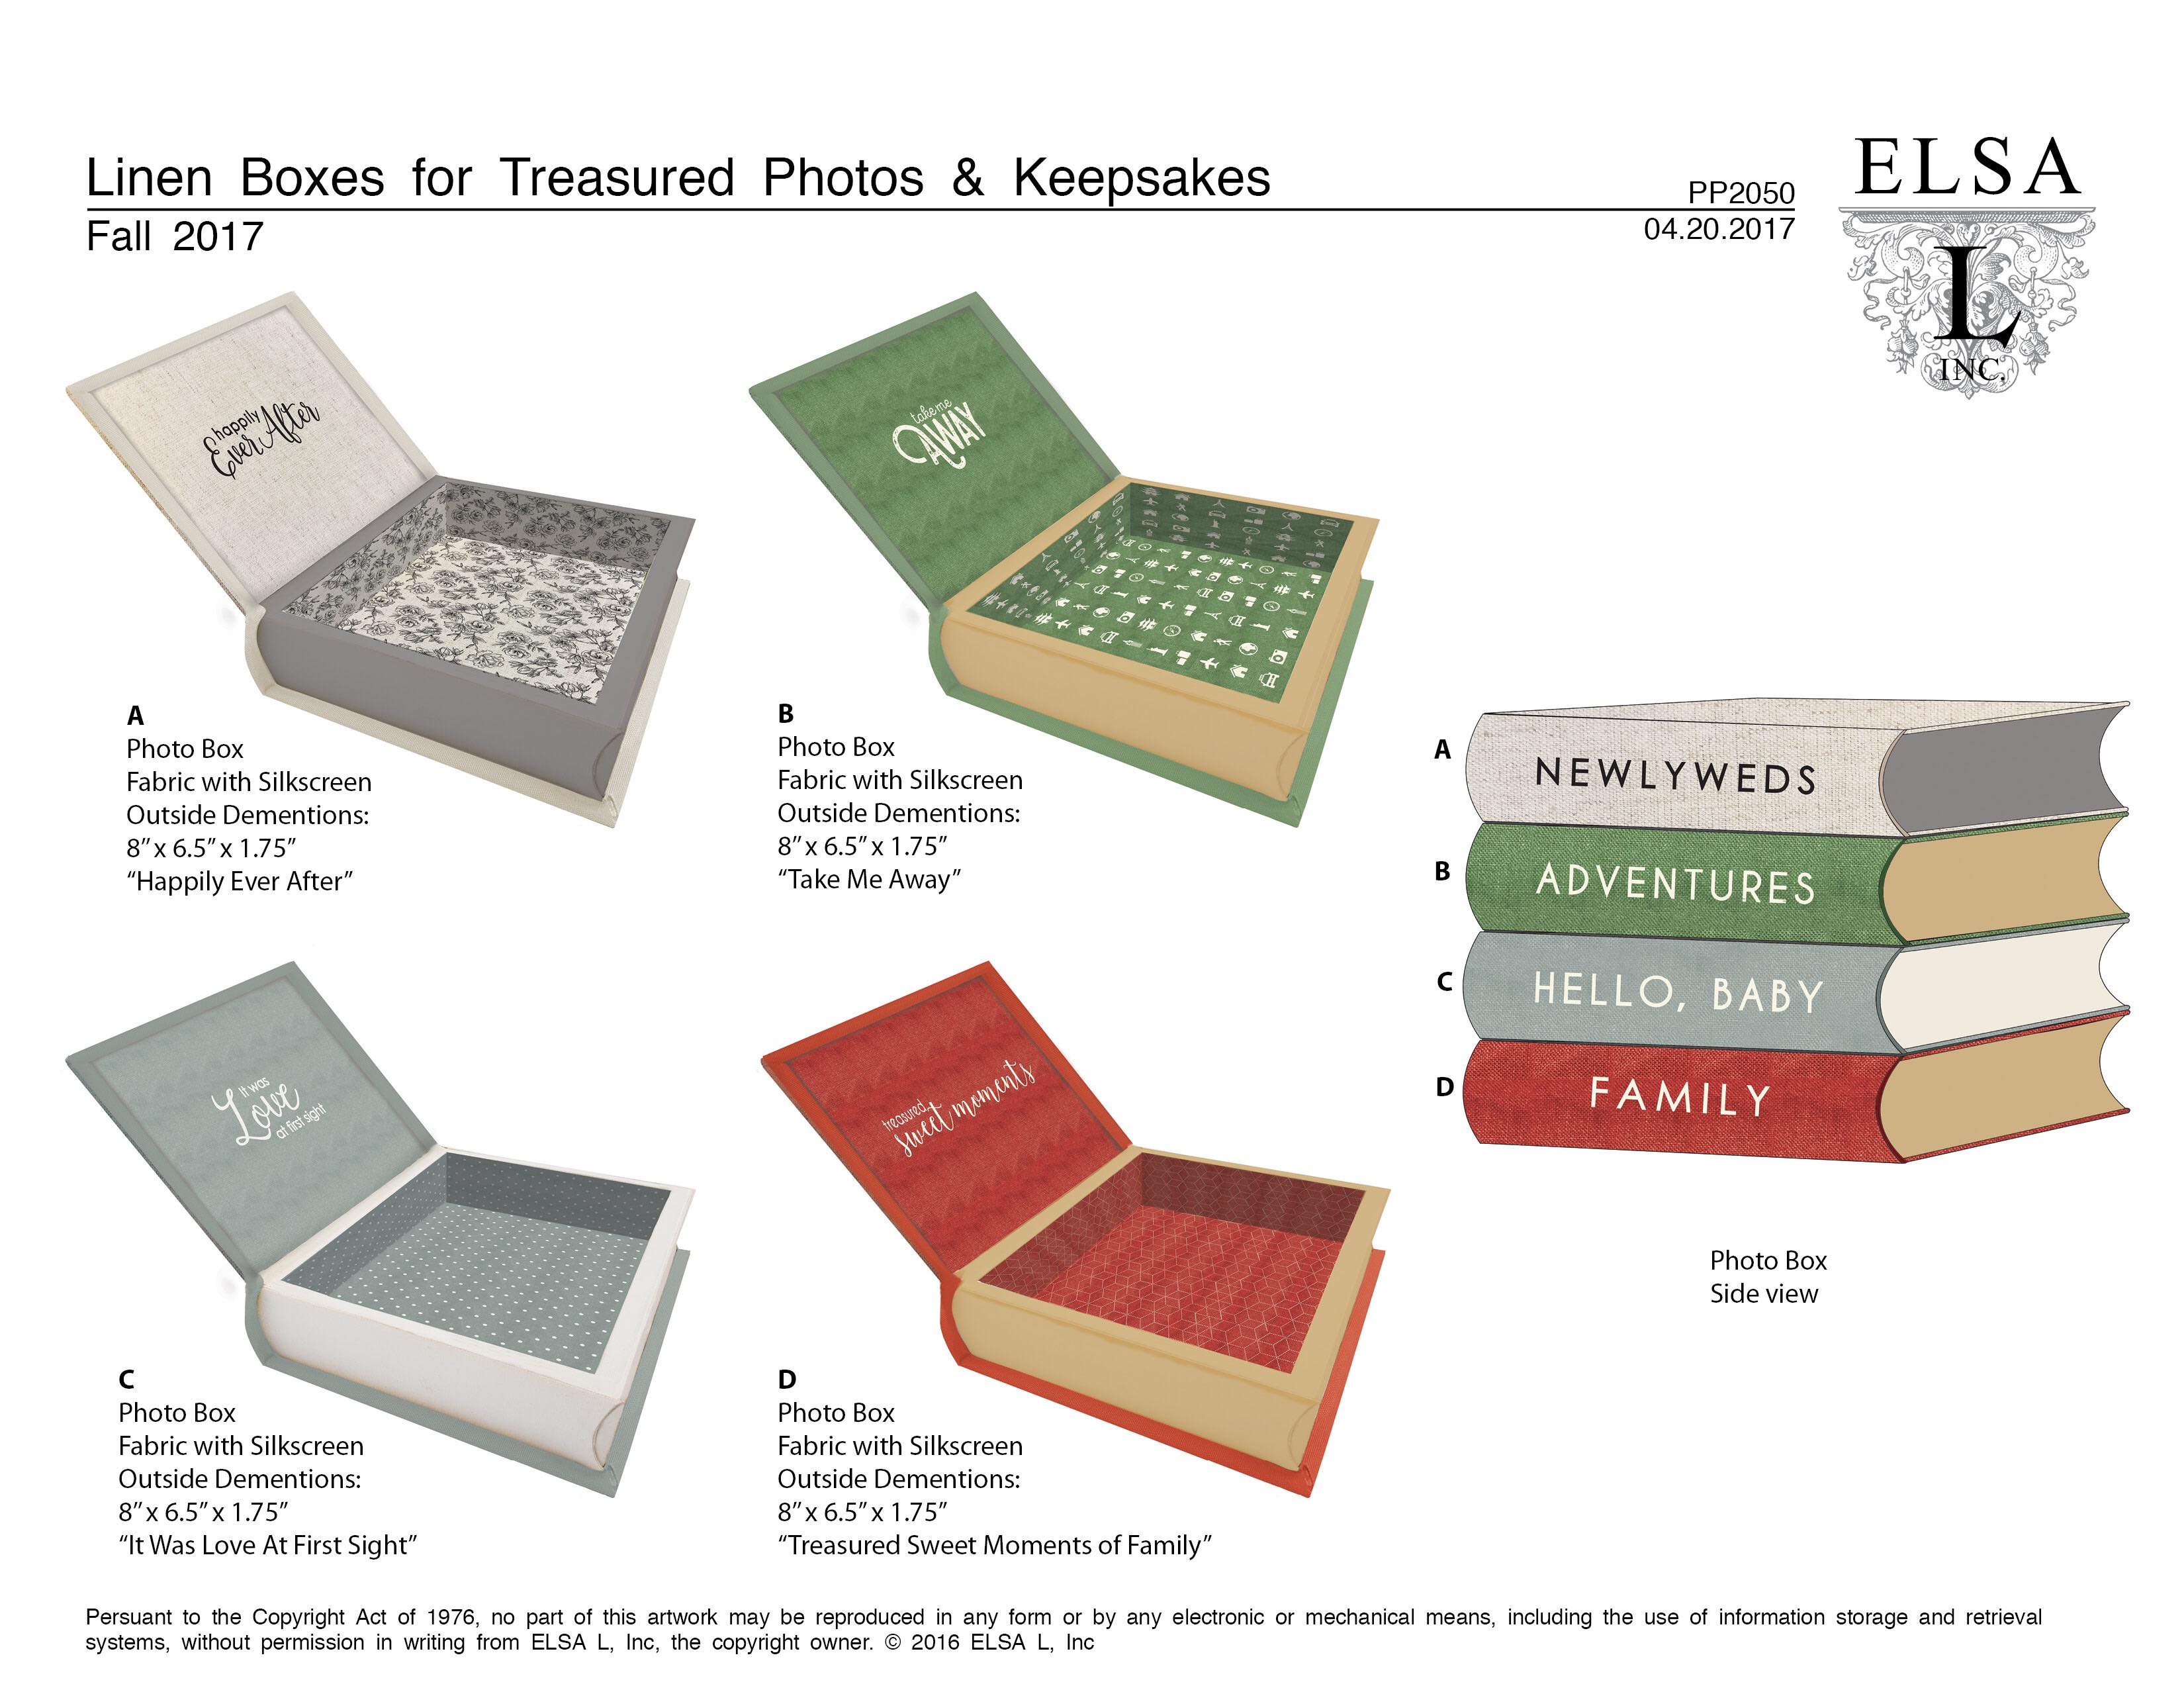 Linen Boxes for Treasured Photos & Keepsakes
Fall 2017
PP2050
04.20.2017
ELSA
L
INC.
happily
Ever After
take me
AWAY
A
Photo Box
Fabric with Silkscreen
Outside Dementions:
8” x 6.5” x 1.75”
“Happily Ever After”
B
Photo Box
Fabric with Silkscreen
Outside Dementions:
8” x 6.5” x 1.75”
“Take Me Away”
A
NEWLYWEDS
B
ADVENTURES
C
HELLO, BABY
D
FAMILY
Photo Box
Side view
It was
Love
at first sight
treasured
sweet moments
C
Photo Box
Fabric with Silkscreen
Outside Dementions:
8” x 6.5” x 1.75”
“It Was Love At First Sight”
D
Photo Box
Fabric with Silkscreen
Outside Dementions:
8” x 6.5” x 1.75”
“Treasured Sweet Moments of Family”
Persuant to the Copyright Act of 1976, no part of this artwork may be reproduced in any form or by any electronic or mechanical means, including the use of information storage and retrieval
systems, without permission in writing from ELSA L, Inc, the copyright owner. © 2016 ELSA L, Inc